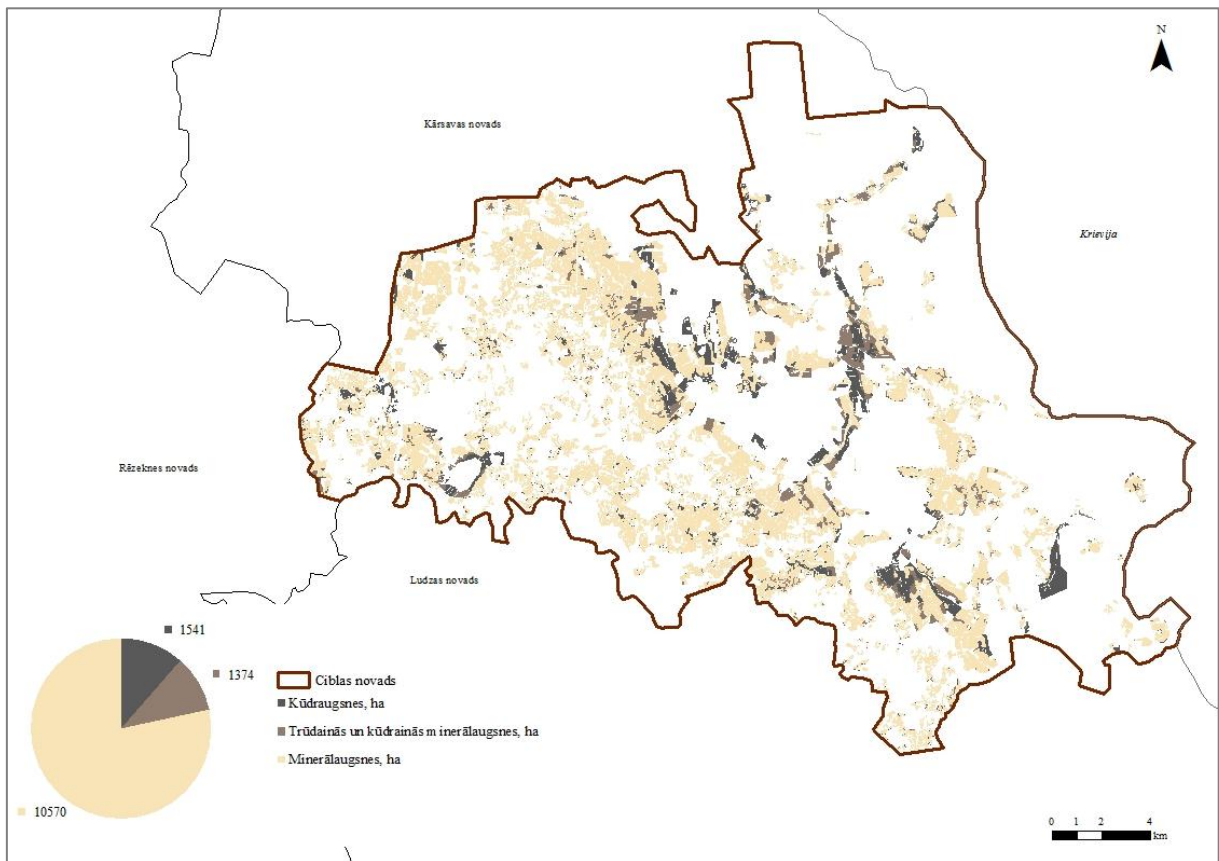 N
Kārsavas novads
Krievija
Rēzeknes novads
Ludzas novads
1541
1374
10570
Ciblas novads
Kūdraugsnes, ha
Trūdainās un kūdrainās minerālaugsnes, ha
Minerālaugsnes, ha
0 1 2 4
km